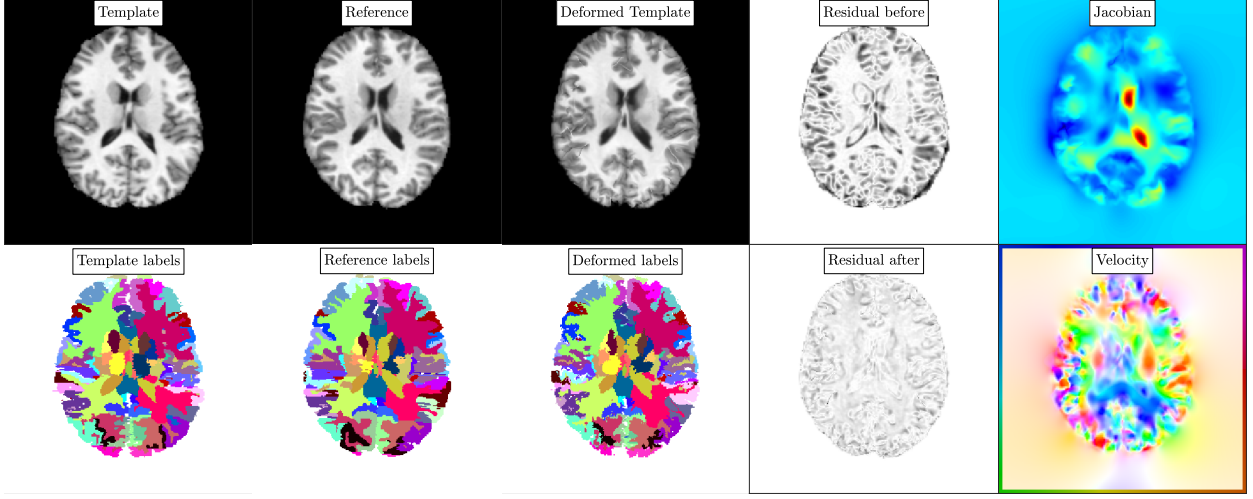 Template
Reference
Deformed Template
Residual before
Jacobian
Template labels
Reference labels
Deformed labels
Residual after
Velocity